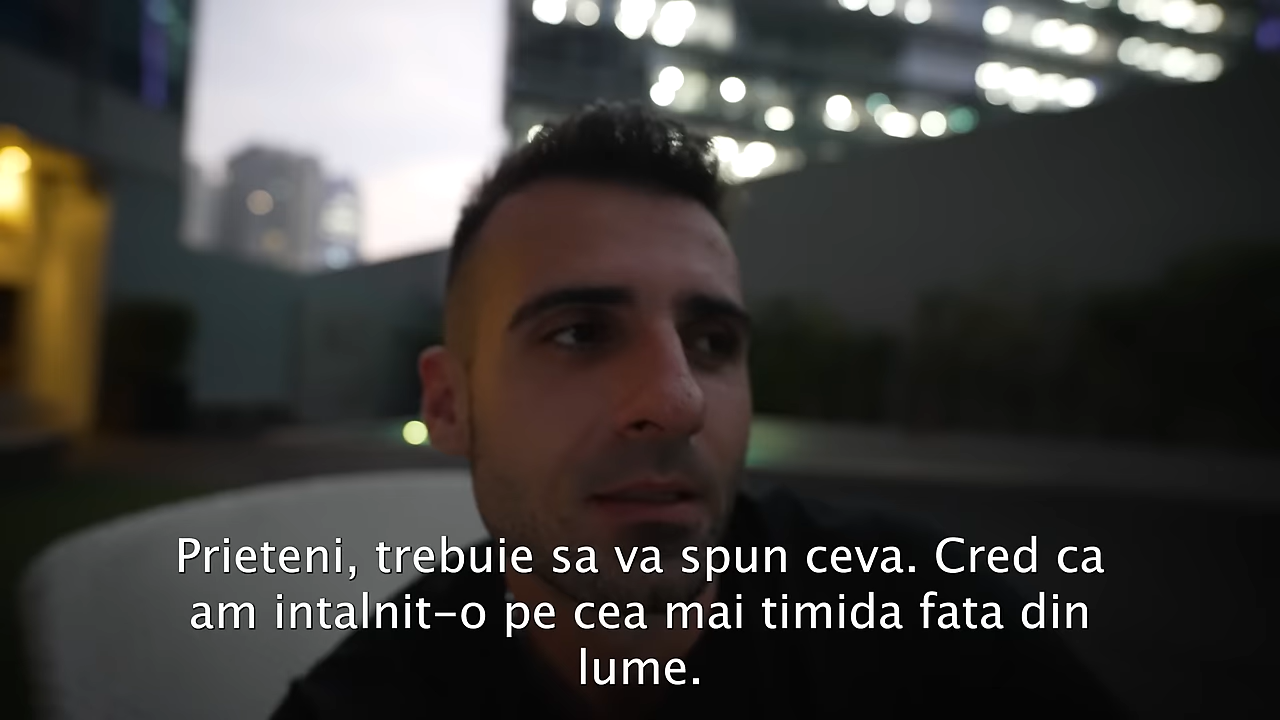 Prieteni, trebuie sa va spun ceva. Cred ca
am intalnit-o pe cea mai timida fata din
lume.